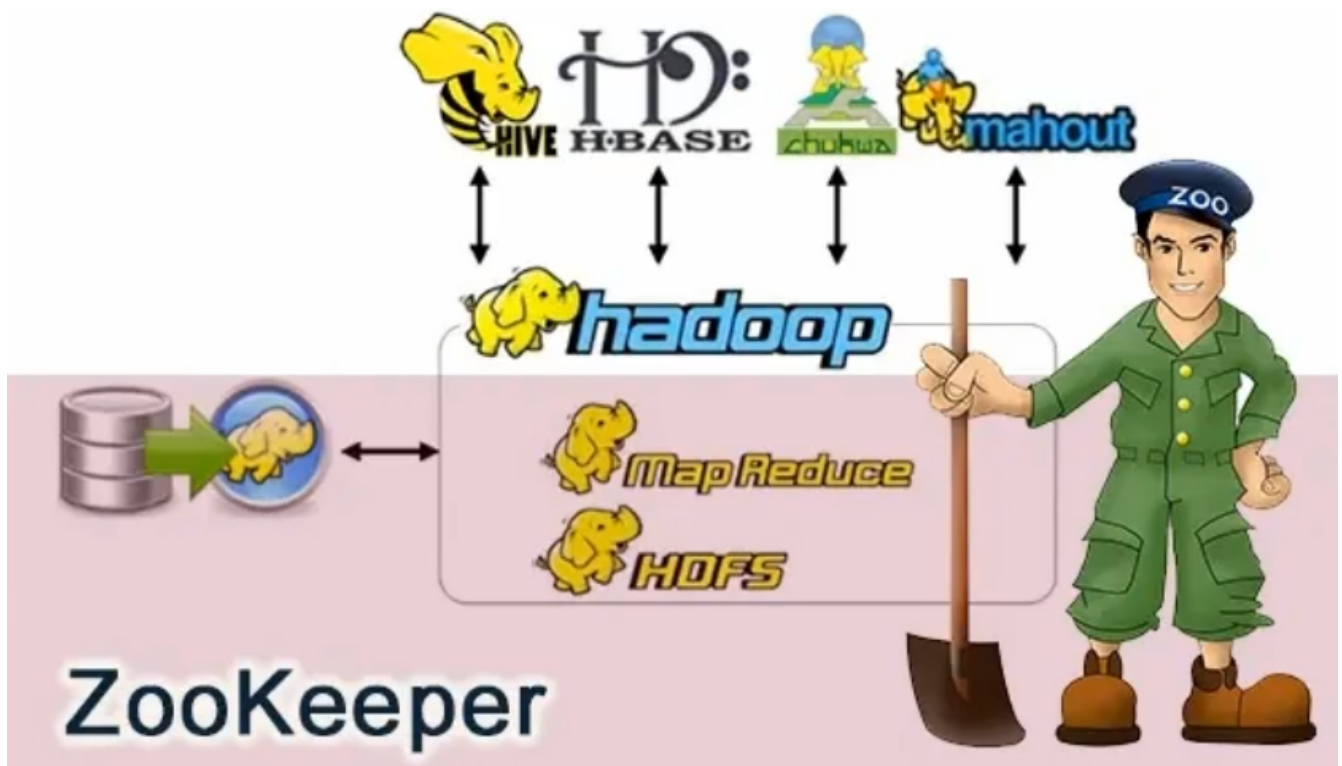 HIVE
H·BASE
chukwa
mahout
ZOO
hadoop
Map Reduce
HDFS
ZooKeeper